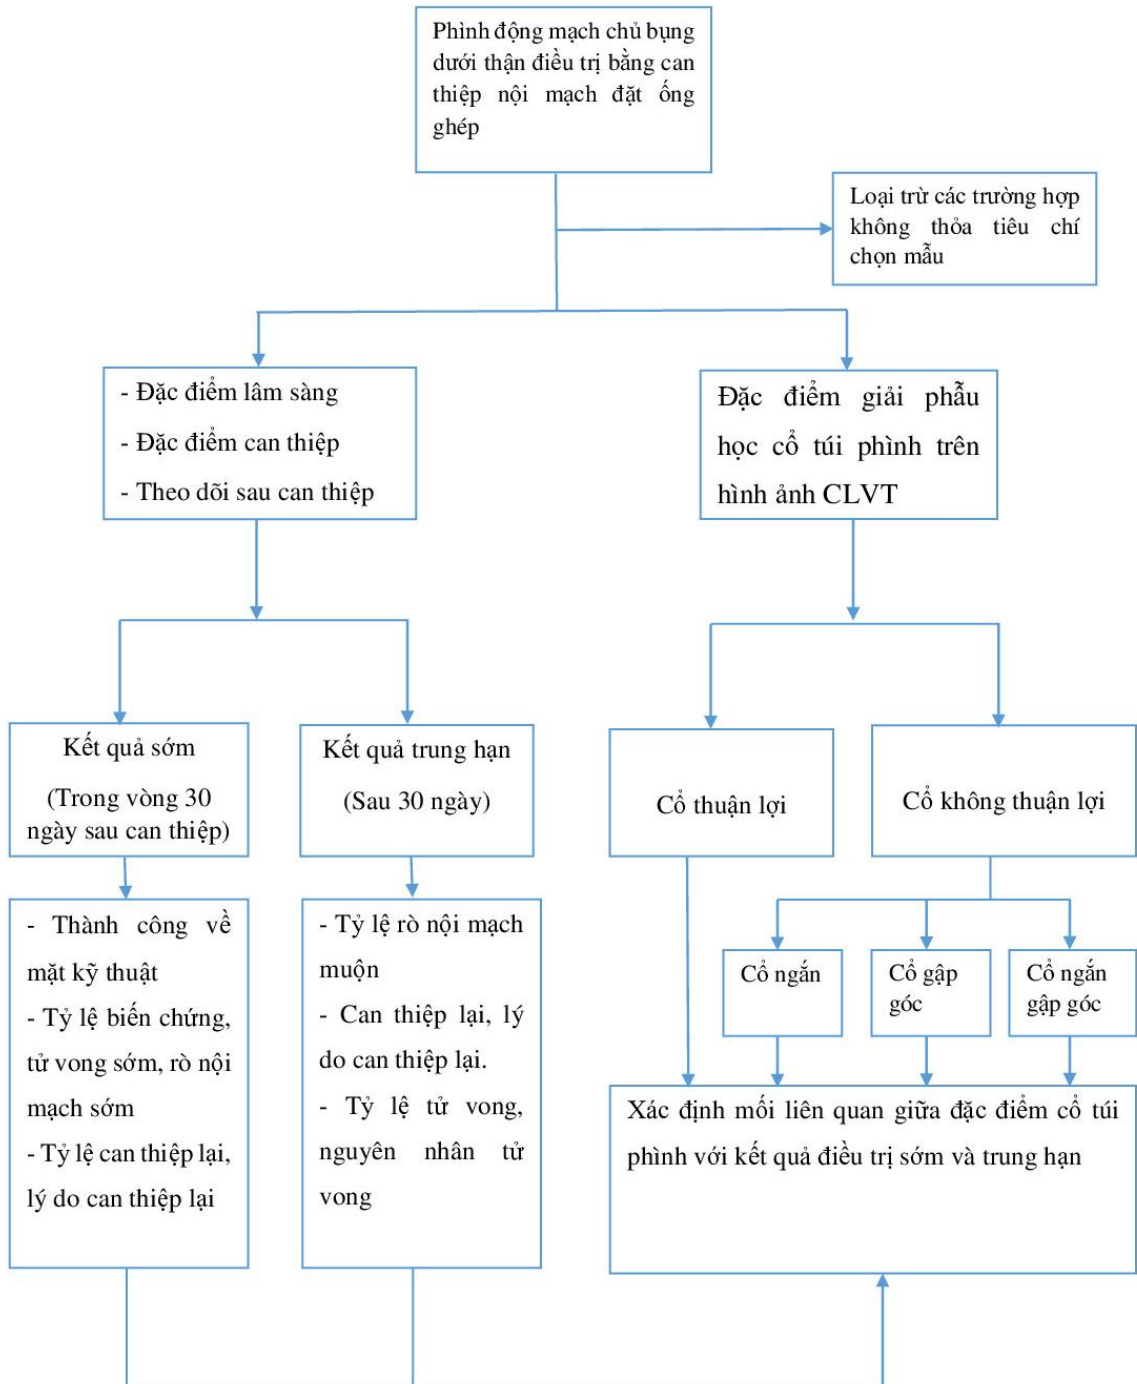 Phình động mạch chủ bụng
dưới thận điều trị bằng can
thiệp nội mạch đặt ống
ghép
Loại trừ các trường hợp
không thỏa tiêu chí
chọn mẫu
- Đặc điểm lâm sàng
- Đặc điểm can thiệp
- Theo dõi sau can thiệp
Đặc điểm giải phẫu
học cổ túi phình trên
hình ảnh CLVT
Kết quả sớm
(Trong vòng 30
ngày sau can thiệp)
Kết quả trung hạn
(Sau 30 ngày)
Cổ thuận lợi
Cổ không thuận lợi
- Thành công về
mặt kỹ thuật
- Tỷ lệ biến chứng,
tử vong sớm, rò nội
mạch sớm
- Tỷ lệ can thiệp lại,
lý do can thiệp lại
- Tỷ lệ rò nội mạch
muộn
- Can thiệp lại, lý
do can thiệp lại.
- Tỷ lệ tử vong,
nguyên nhân tử
vong
Cổ ngắn
Cổ gập
góc
Cổ ngắn
gập góc
Xác định mối liên quan giữa đặc điểm cổ túi
phình với kết quả điều trị sớm và trung hạn